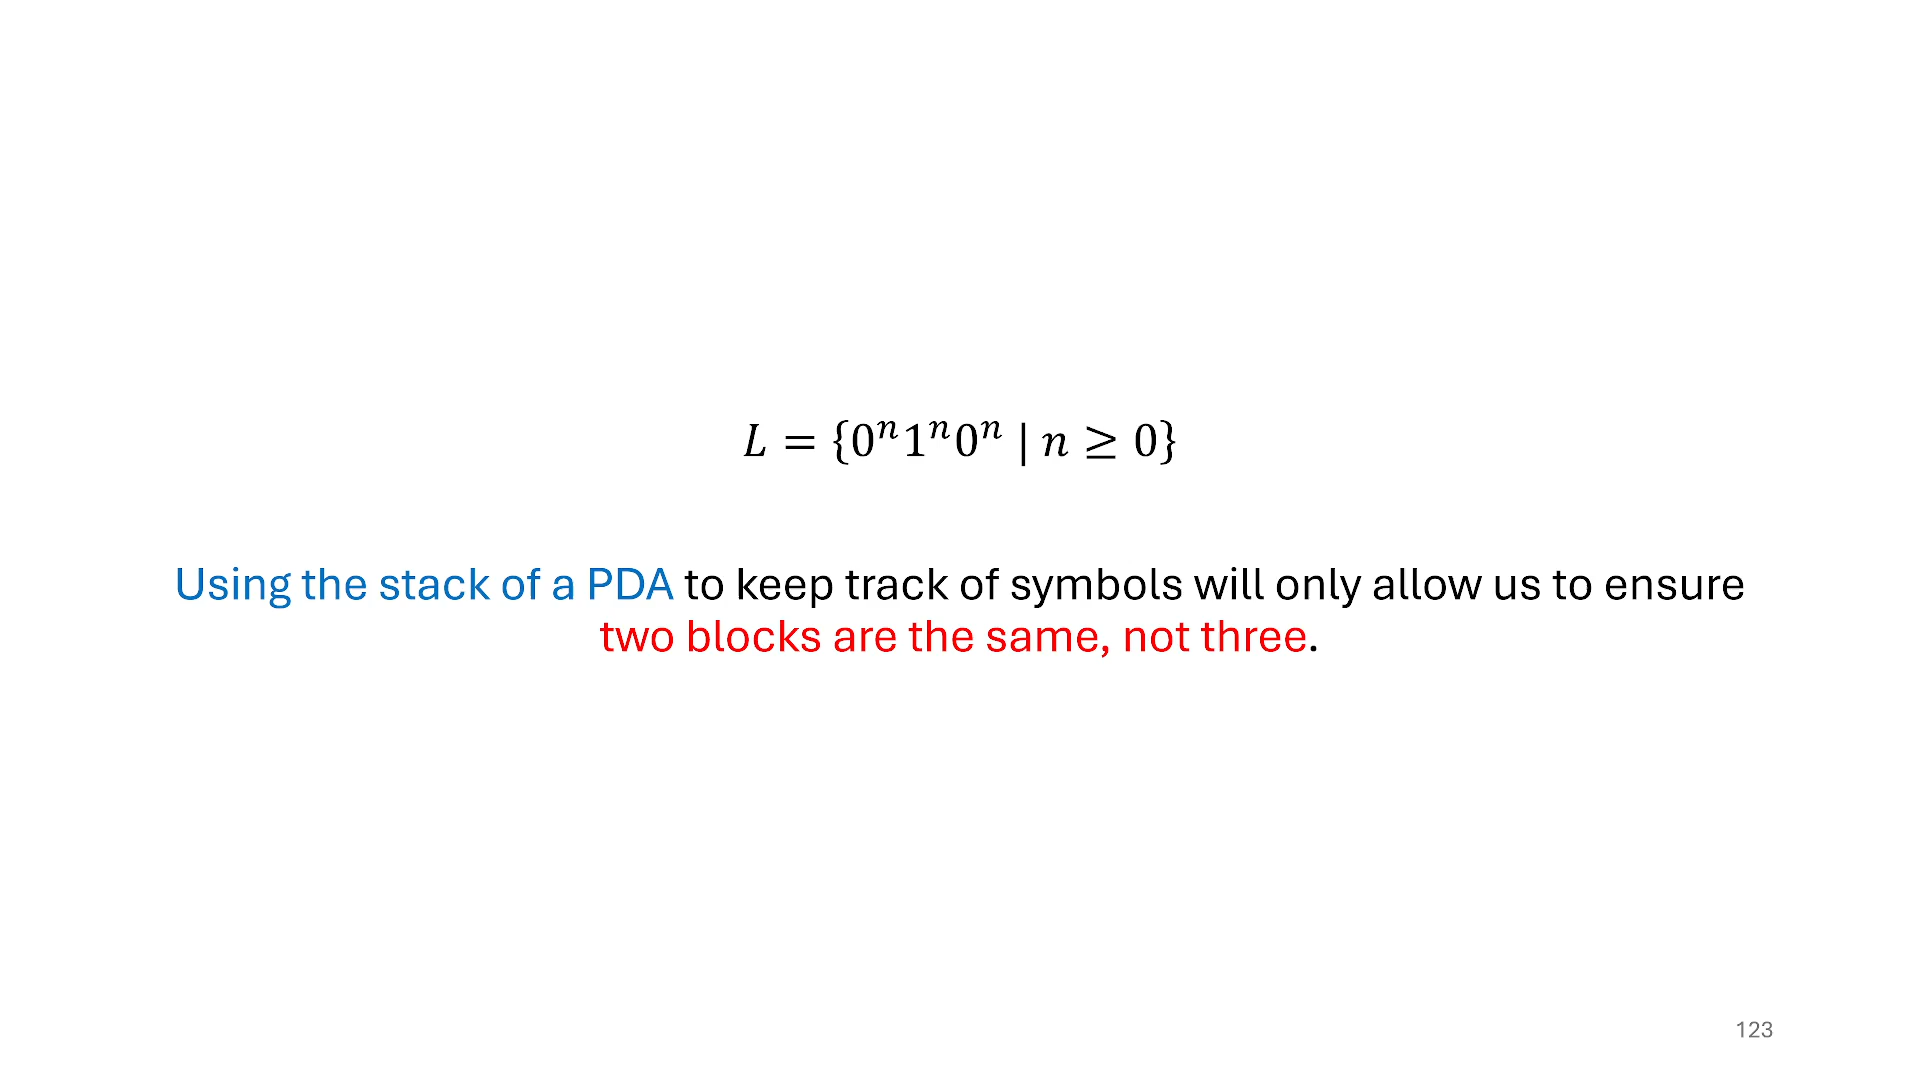 𝐿 = {0ⁿ1ⁿ0ⁿ | 𝑛 ≥ 0}
Using the stack of a PDA to keep track of symbols will only allow us to ensure
two blocks are the same, not three.
123